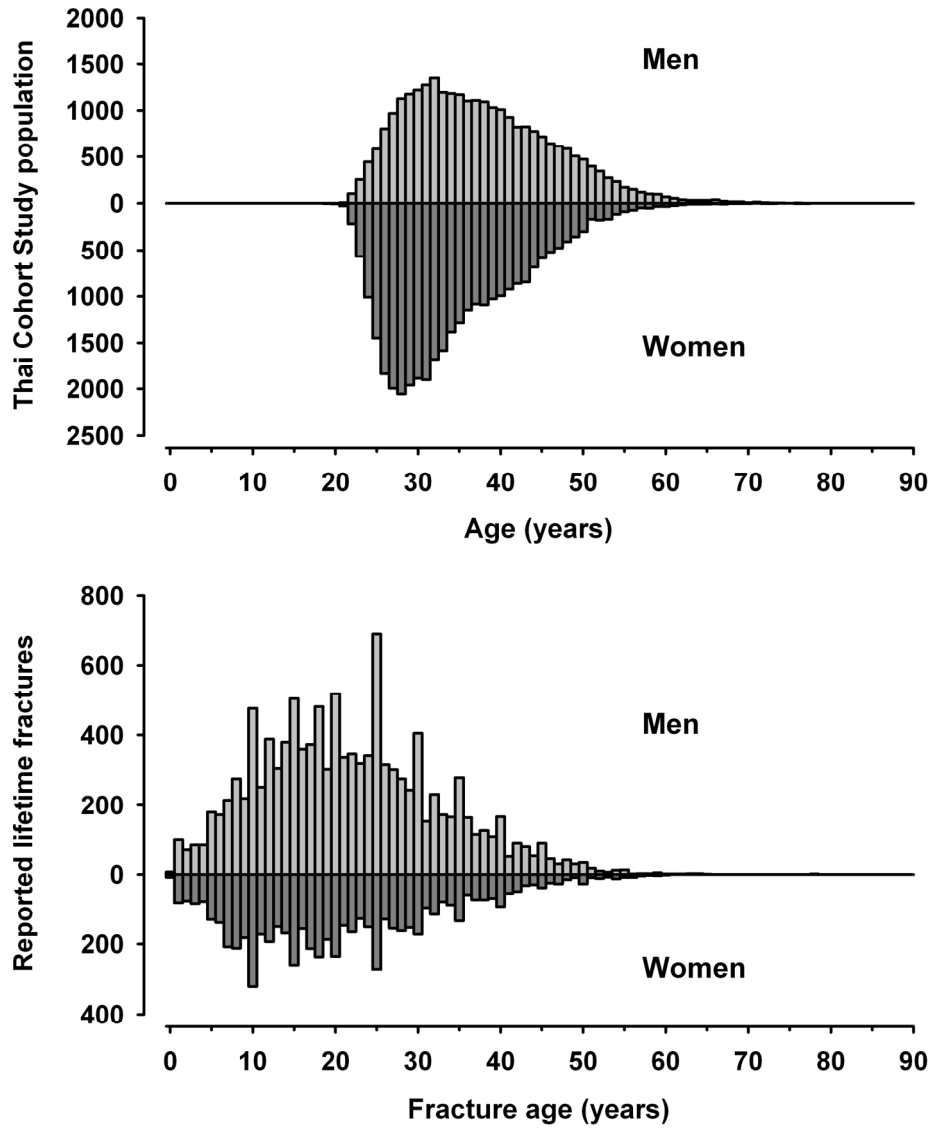 Thai Cohort Study population
2000
1500
1000
500
0
500
1000
1500
2000
2500
Men
Women
0 10 20 30 40 50 60 70 80 90
Age (years)
Reported lifetime fractures
800
600
400
200
0
200
400
Men
Women
0 10 20 30 40 50 60 70 80 90
Fracture age (years)